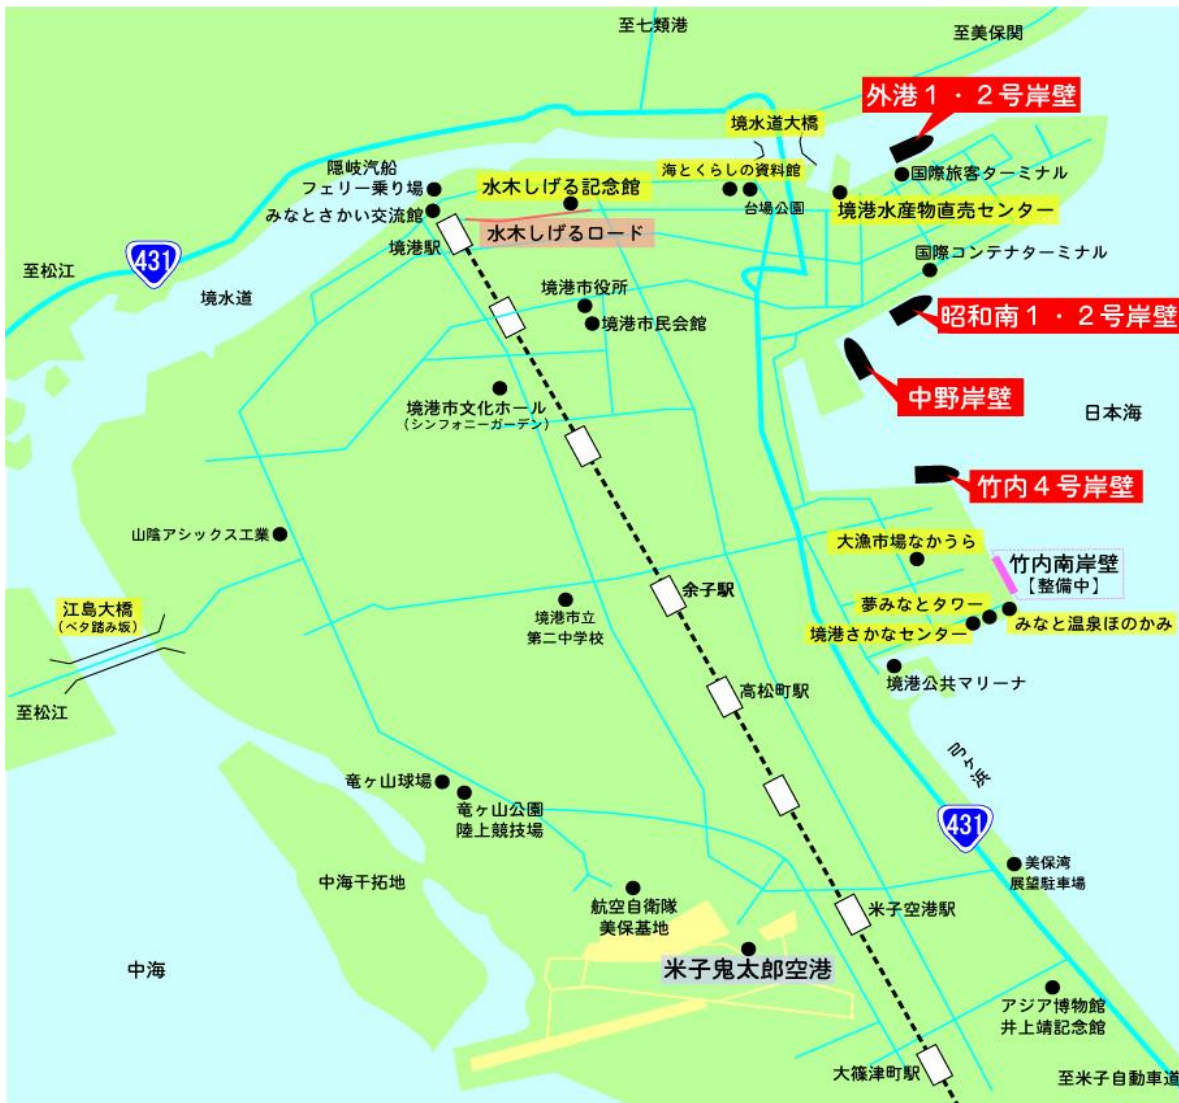 至七類港
至美保関
外港1・2号岸壁
境水道大橋
隠岐汽船
フェリー乗り場
水木しげる記念館
海とくらしの資料館
国際旅客ターミナル
みなとさかい交流館
台場公園
境港水産物直売センター
水木しげるロード
境港駅
431
至松江
境水道
国際コンテナターミナル
境港市役所
境港市民会館
昭和南1・2号岸壁
中野岸壁
境港市文化ホール
(シンフォニーガーデン)
日本海
竹内4号岸壁
山陰アシックス工業
大漁市場なかうら
竹内南岸壁
【整備中】
余子駅
江島大橋
(ベタ踏み坂)
境港市立
第二中学校
夢みなとタワー
境港さかなセンター
みなと温泉ほのかみ
境港公共マリーナ
至松江
高松町駅
弓ヶ浜
竜ヶ山球場
竜ヶ山公園
陸上競技場
431
美保湾
展望駐車場
中海干拓地
航空自衛隊
美保基地
米子空港駅
中海
米子鬼太郎空港
アジア博物館
井上靖記念館
大篠津町駅
至米子自動車道